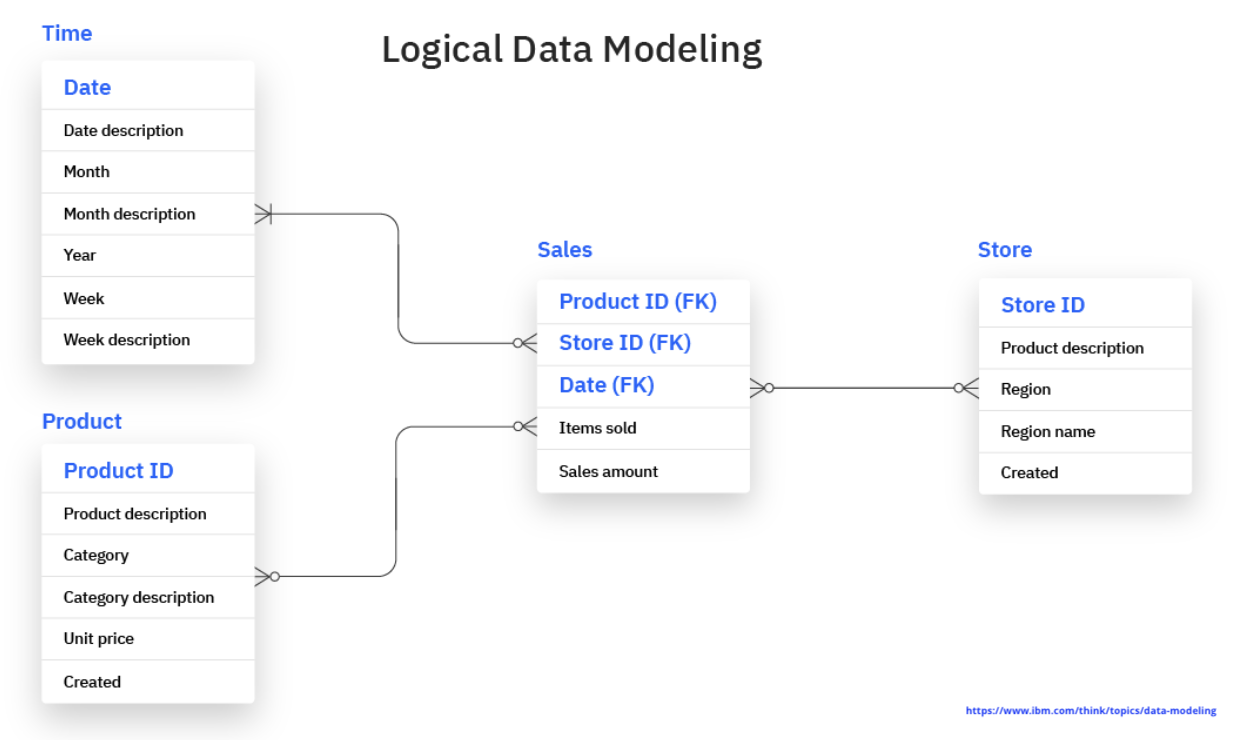 Logical Data Modeling
Time
Date
Date description
Month
Month description
Year
Week
Week description
Product
Product ID
Product description
Category
Category description
Unit price
Created
Sales
Product ID (FK)
Store ID (FK)
Date (FK)
Items sold
Sales amount
Store
Store ID
Product description
Region
Region name
Created
https://www.ibm.com/think/topics/data-modeling